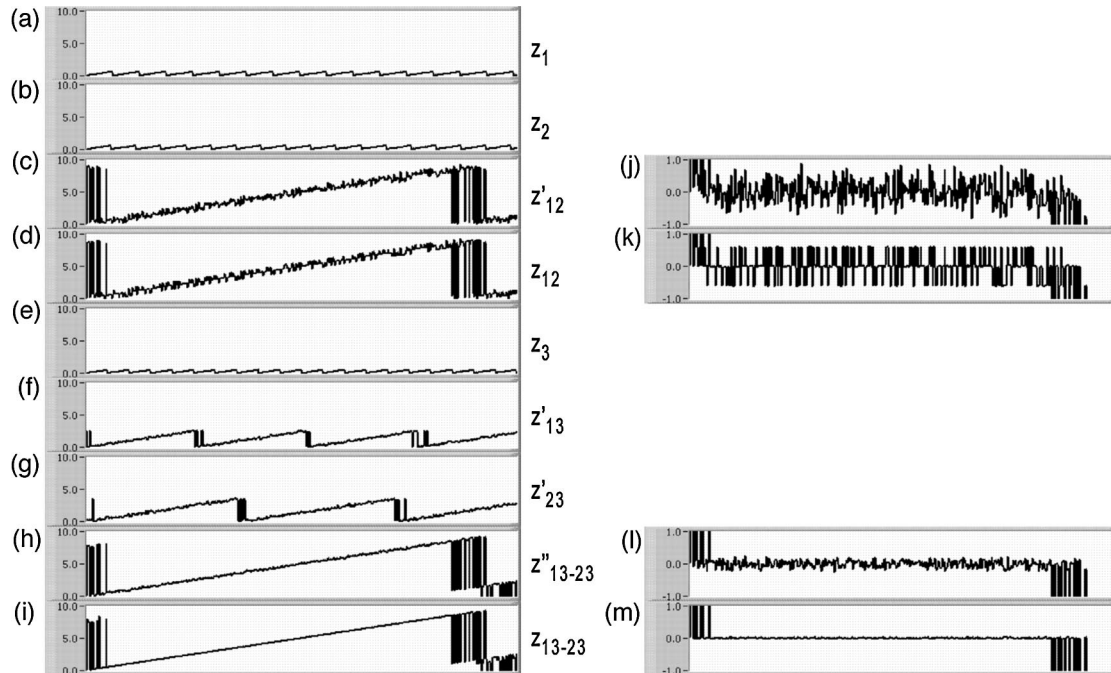 (a) 10.0 5.0 0.0 z1
(b) 10.0 5.0 0.0 z2
(c) 10.0 5.0 0.0 z'12
(j) 1.0 0.0 -1.0
(d) 10.0 5.0 0.0 z12
(k) 1.0 0.0 -1.0
(e) 10.0 5.0 0.0 z3
(f) 10.0 5.0 0.0 z'13
(g) 10.0 5.0 0.0 z'23
(h) 10.0 5.0 0.0 z"13-23
(l) 1.0 0.0 -1.0
(i) 10.0 5.0 0.0 z13-23
(m) 1.0 0.0 -1.0